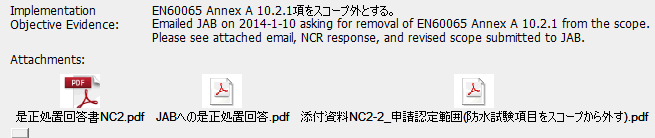 Implementation EN60065 Annex A 10.2.1項をスコープ外とする。
Objective Evidence: Emailed JAB on 2014-1-10 asking for removal of EN60065 Annex A 10.2.1 from the scope.
Please see attached email, NCR response, and revised scope submitted to JAB.
Attachments:
PDF
是正処置回答書NC2.pdf JABへの是正処置回答.pdf 添付資料NC2-2_申請認定範囲(防水試験項目をスコープから外す).pdf